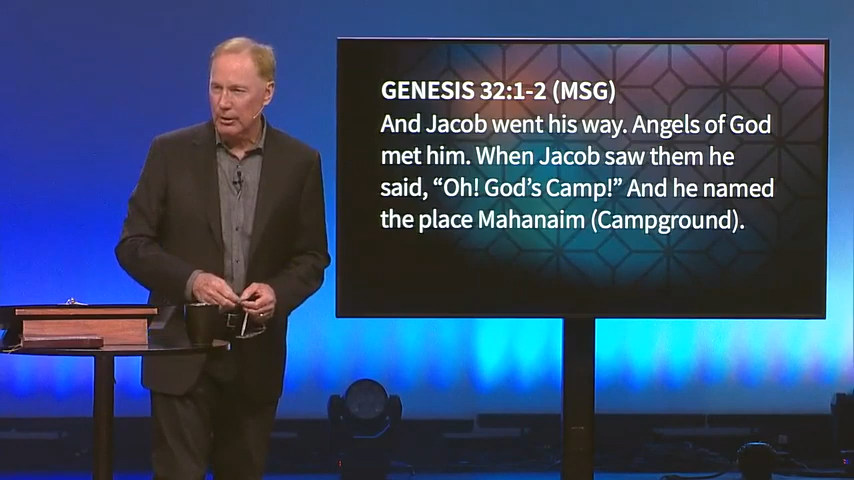 GENESIS 32:1-2 (MSG)
And Jacob went his way. Angels of God
met him. When Jacob saw them he
said, “Oh! God’s Camp!” And he named
the place Mahanaim (Campground).